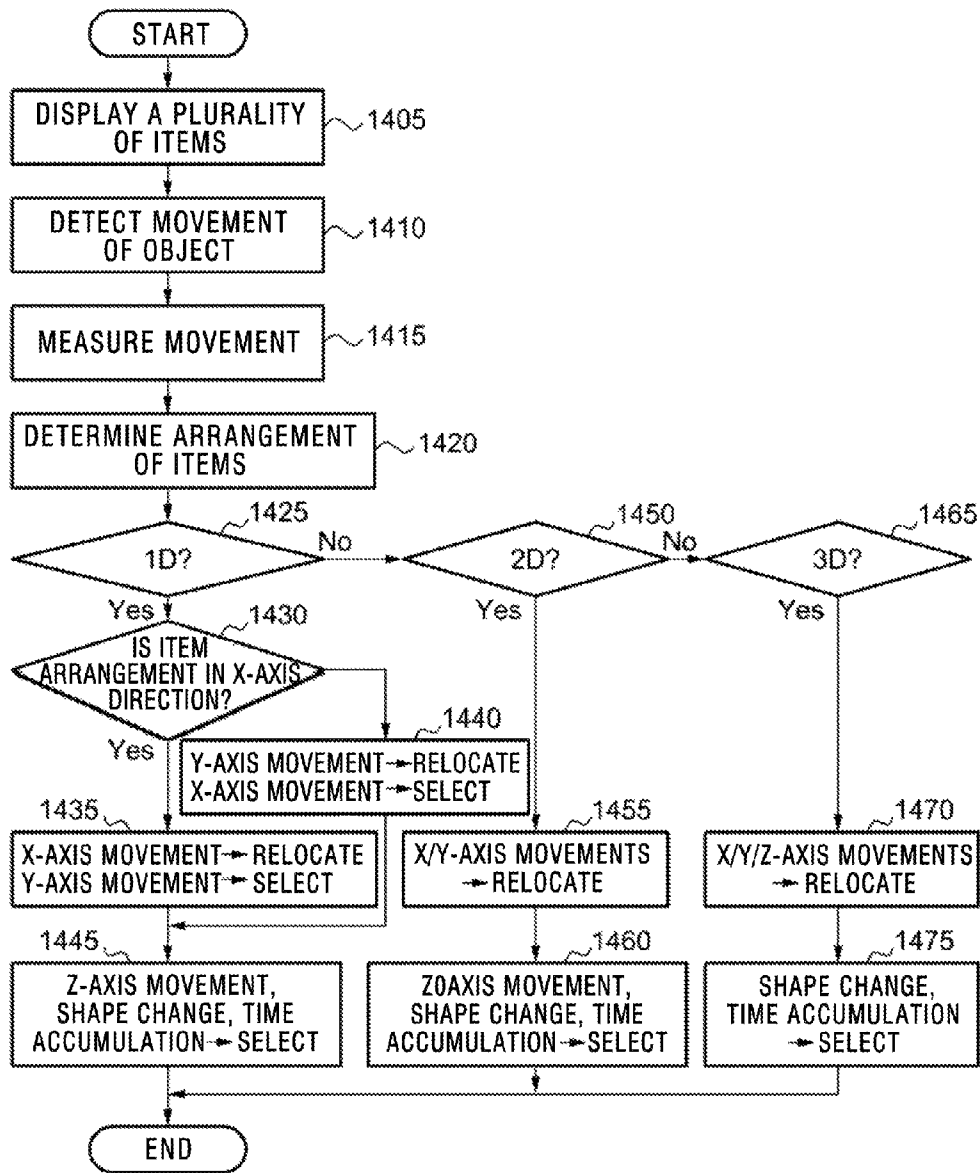 START
DISPLAY A PLURALITY
OF ITEMS
1405
DETECT MOVEMENT
OF OBJECT
1410
MEASURE MOVEMENT
1415
DETERMINE ARRANGEMENT
OF ITEMS
1420
1D?
1425
No
Yes
2D?
1450
No
Yes
3D?
1465
Yes
IS ITEM
ARRANGEMENT IN X-AXIS
DIRECTION?
1430
Yes
1440
Y-AXIS MOVEMENT→RELOCATE
X-AXIS MOVEMENT→SELECT
1435
X-AXIS MOVEMENT→RELOCATE
Y-AXIS MOVEMENT→SELECT
1455
X/Y-AXIS MOVEMENTS
→RELOCATE
1470
X/Y/Z-AXIS MOVEMENTS
→RELOCATE
1445
Z-AXIS MOVEMENT,
SHAPE CHANGE, TIME
ACCUMULATION→SELECT
1460
Z0AXIS MOVEMENT,
SHAPE CHANGE, TIME
ACCUMULATION→SELECT
1475
SHAPE CHANGE,
TIME ACCUMULATION
→SELECT
END